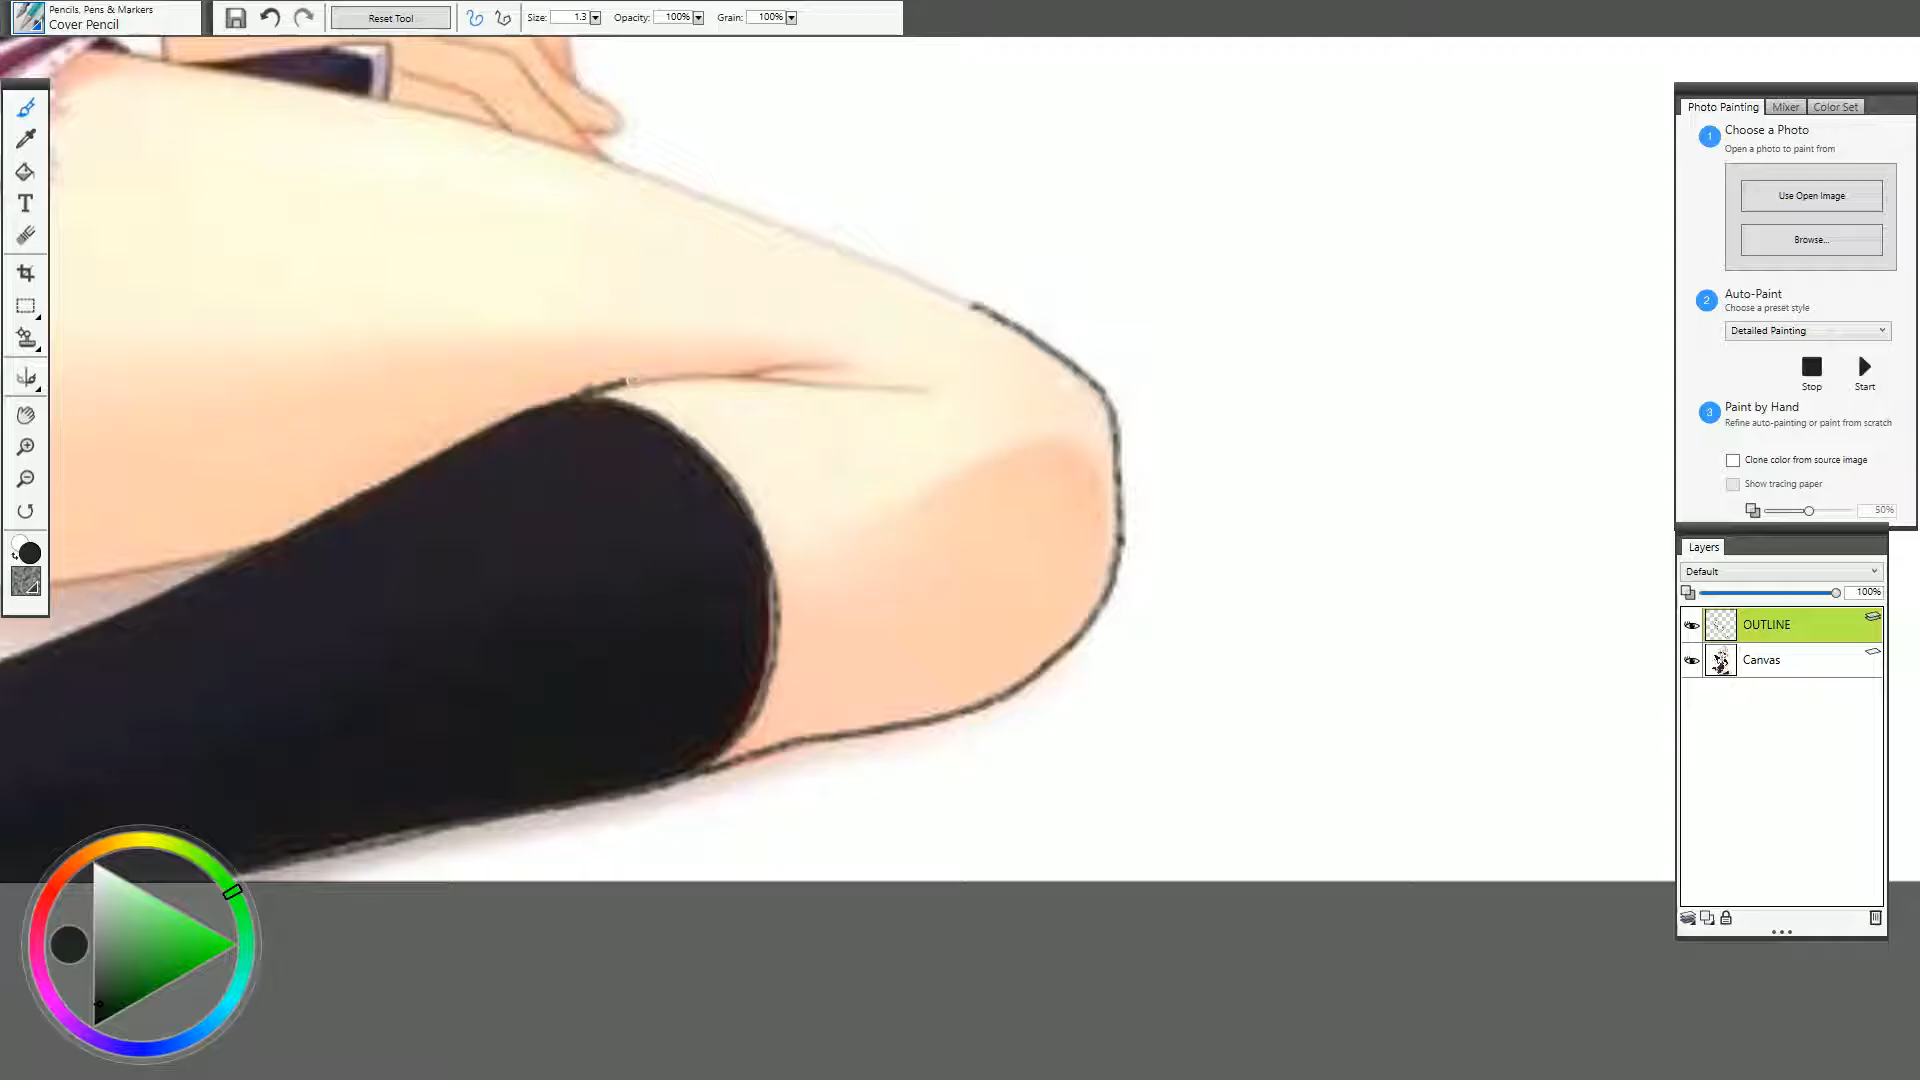 Pencils, Pens & Markers
Cover Pencil
Reset Tool
Size: 1.3
Opacity: 100%
Grain: 100%
T
Photo Painting
Mixer
Color Set
1
Choose a Photo
Open a photo to paint from
Use Open Image
Browse...
2
Auto-Paint
Choose a preset style
Detailed Painting
Stop
Start
3
Paint by Hand
Refine auto-painting or paint from scratch
Clone color from source image
Show tracing paper
50%
Layers
Default
100%
OUTLINE
Canvas